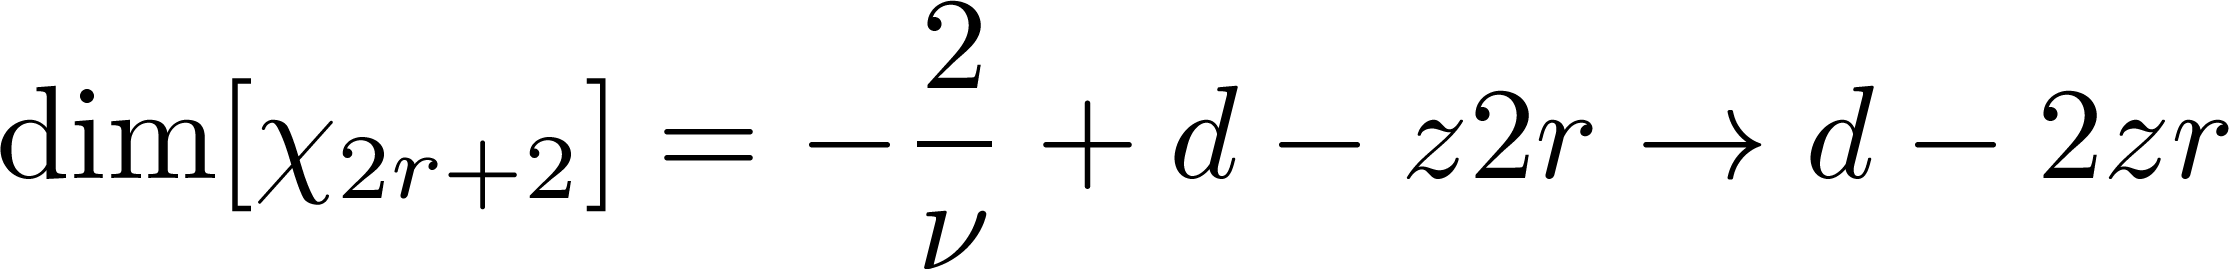 dim[χ_{2r+2}] = −\frac{2}{ν} + d − z2r → d − 2zr